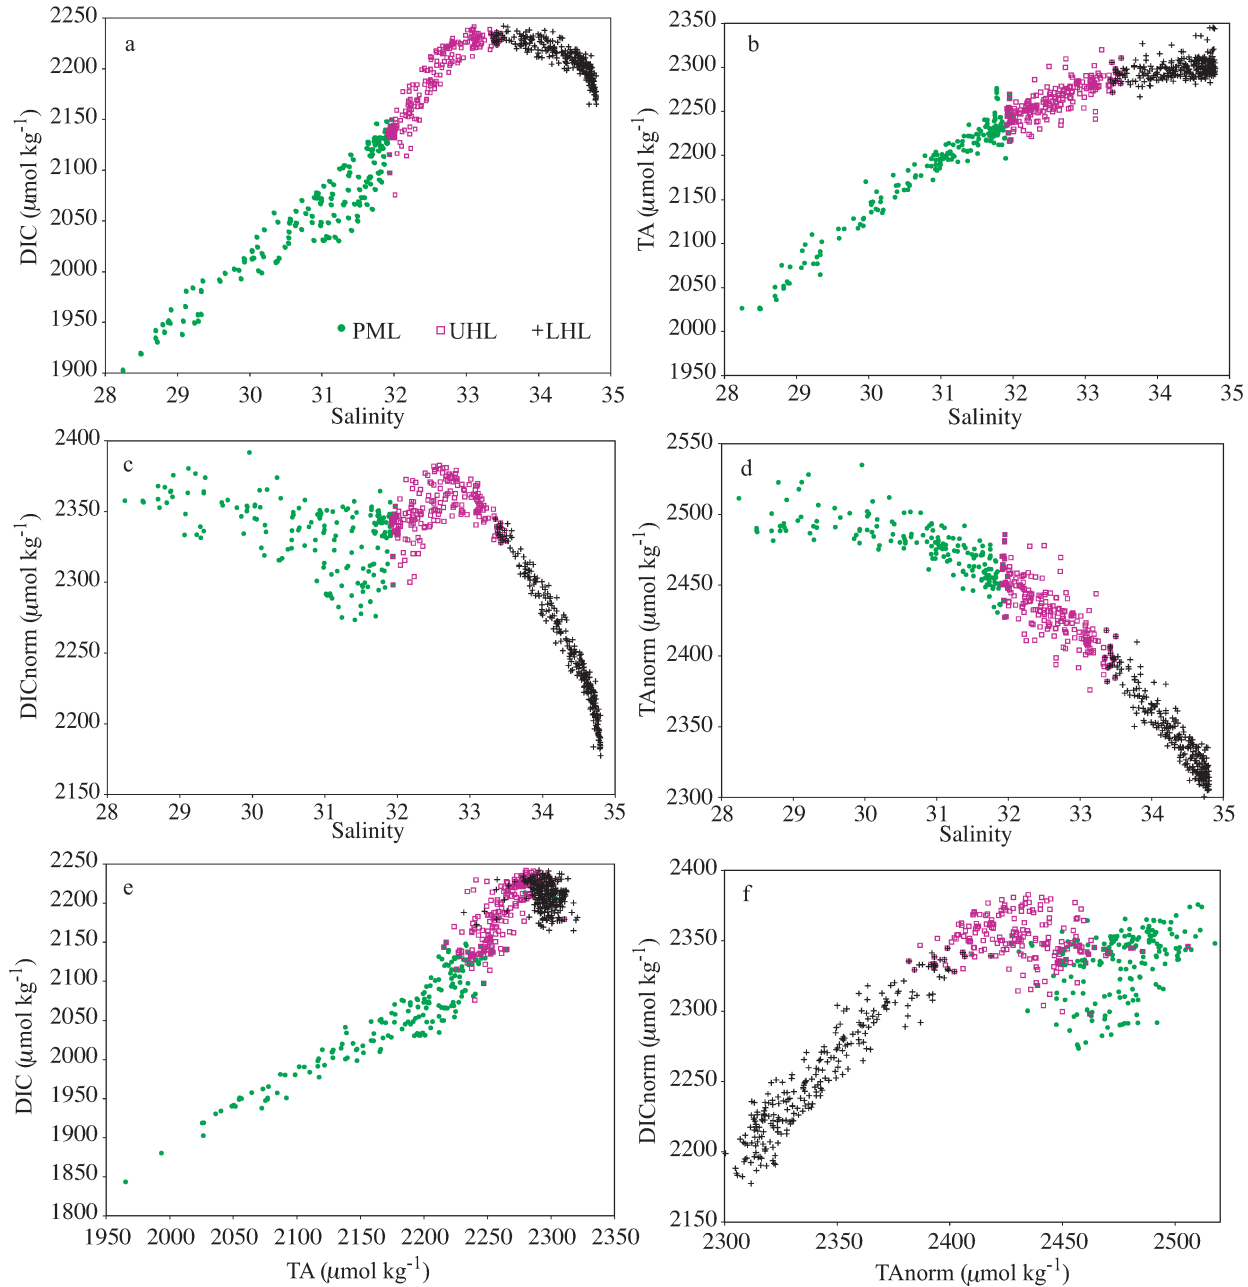 a
DIC (μmol kg⁻¹)
2250
2200
2150
2100
2050
2000
1950
1900
PML UHL +LHL
28 29 30 31 32 33 34 35
Salinity
b
TA (μmol kg⁻¹)
2350
2300
2250
2200
2150
2100
2050
2000
1950
28 29 30 31 32 33 34 35
Salinity
c
DICnorm (μmol kg⁻¹)
2400
2350
2300
2250
2200
2150
28 29 30 31 32 33 34 35
Salinity
d
TAnorm (μmol kg⁻¹)
2550
2500
2450
2400
2350
2300
28 29 30 31 32 33 34 35
Salinity
e
DIC (μmol kg⁻¹)
2250
2200
2150
2100
2050
2000
1950
1900
1850
1800
1950 2000 2050 2100 2150 2200 2250 2300 2350
TA (μmol kg⁻¹)
f
DICnorm (μmol kg⁻¹)
2400
2350
2300
2250
2200
2150
2300 2350 2400 2450 2500
TAnorm (μmol kg⁻¹)